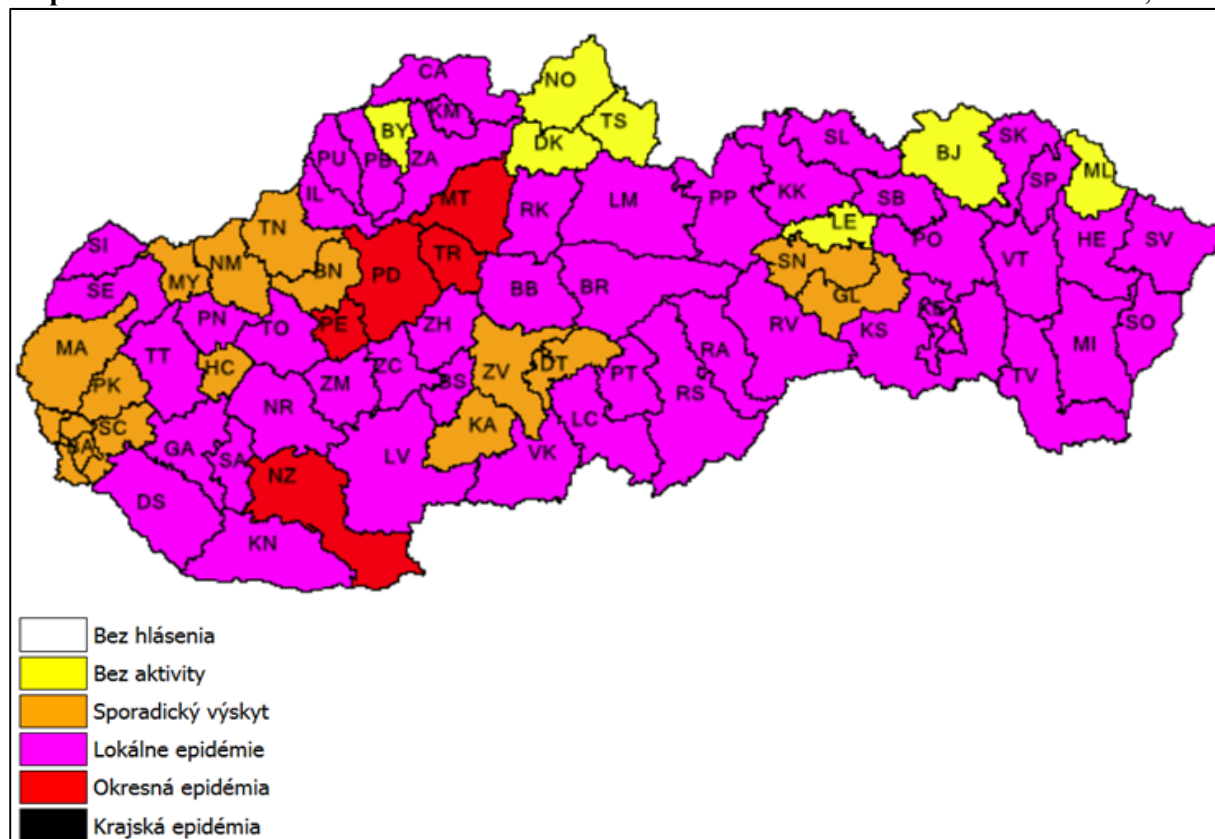 CA
NO
KM
BY
TS
DK
SL
SK
PU
PB
ZA
BJ
SP
ML
IL
MT
RK
LM
PP
KK
SB
TN
LE
PO
HE
SV
SI
NM
MY
BN
PD
TR
SN
VT
SE
BB
BR
GL
PN
TO
PE
ZH
RV
KS
KE
SO
MA
TT
HC
DT
RA
MI
PK
ZM
ZC
BS
ZV
PT
RS
TV
NR
SC
KA
LC
BA
GA
SA
LV
VK
NZ
DS
KN
Bez hlásenia
Bez aktivity
Sporadický výskyt
Lokálne epidémie
Okresná epidémia
Krajská epidémia